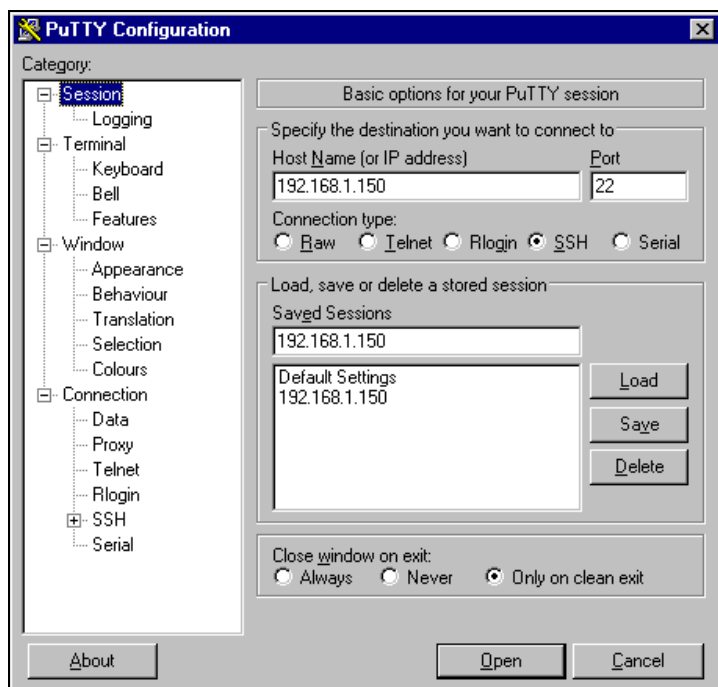 PuTTY Configuration
Category:
Session
Logging
Terminal
Keyboard
Bell
Features
Window
Appearance
Behaviour
Translation
Selection
Colours
Connection
Data
Proxy
Telnet
Rlogin
SSH
Serial
Basic options for your PuTTY session
Specify the destination you want to connect to
Host Name (or IP address) Port
192.168.1.150 22
Connection type:
Raw Telnet Rlogin SSH Serial
Load, save or delete a stored session
Saved Sessions
192.168.1.150
Default Settings
192.168.1.150
Load
Save
Delete
Close window on exit:
Always Never Only on clean exit
About Open Cancel